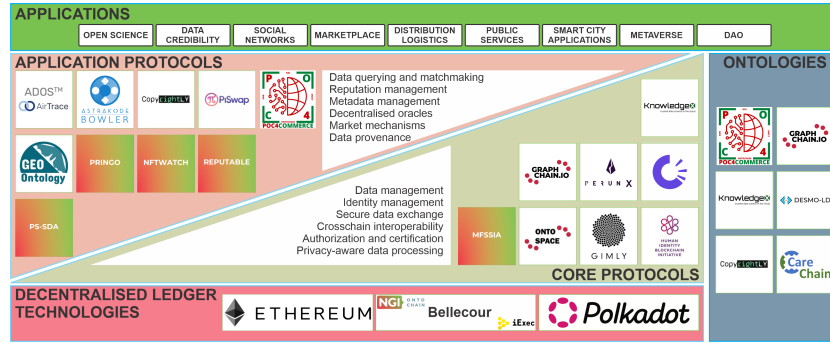 APPLICATIONS
OPEN SCIENCE
DATA
CREDIBILITY
SOCIAL
NETWORKS
MARKETPLACE
DISTRIBUTION
LOGISTICS
PUBLIC
SERVICES
SMART CITY
APPLICATIONS
METAVERSE
DAO
APPLICATION PROTOCOLS
ADOS™
AirTrace
ASTRAKODE
BOWLER
CopyrightLY
PiSwap
P O
C 4
POC4COMMERCE
GEO
Ontology
PRINGO
NFTWATCH
REPUTABLE
PS-SDA
Data querying and matchmaking
Reputation management
Metadata management
Decentralised oracles
Market mechanisms
Data provenance
Data management
Identity management
Secure data exchange
Crosschain interoperability
Authorization and certification
Privacy-aware data processing
KnowledgeX
GRAPH
CHAIN.IO
PERUN X
MFSSIA
ONTO
SPACE
GIMLY
HUMAN
IDENTITY
BLOCKCHAIN
INITIATIVE
CORE PROTOCOLS
ONTOLOGIES
P O
C 4
POC4COMMERCE
GRAPH
CHAIN.IO
KnowledgeX
DESMO-LD
CopyrightLY
Care
Chain
DECENTRALISED LEDGER
TECHNOLOGIES
ETHEREUM
NGI
ONTO
CHAIN
Bellecour
iExec
Polkadot